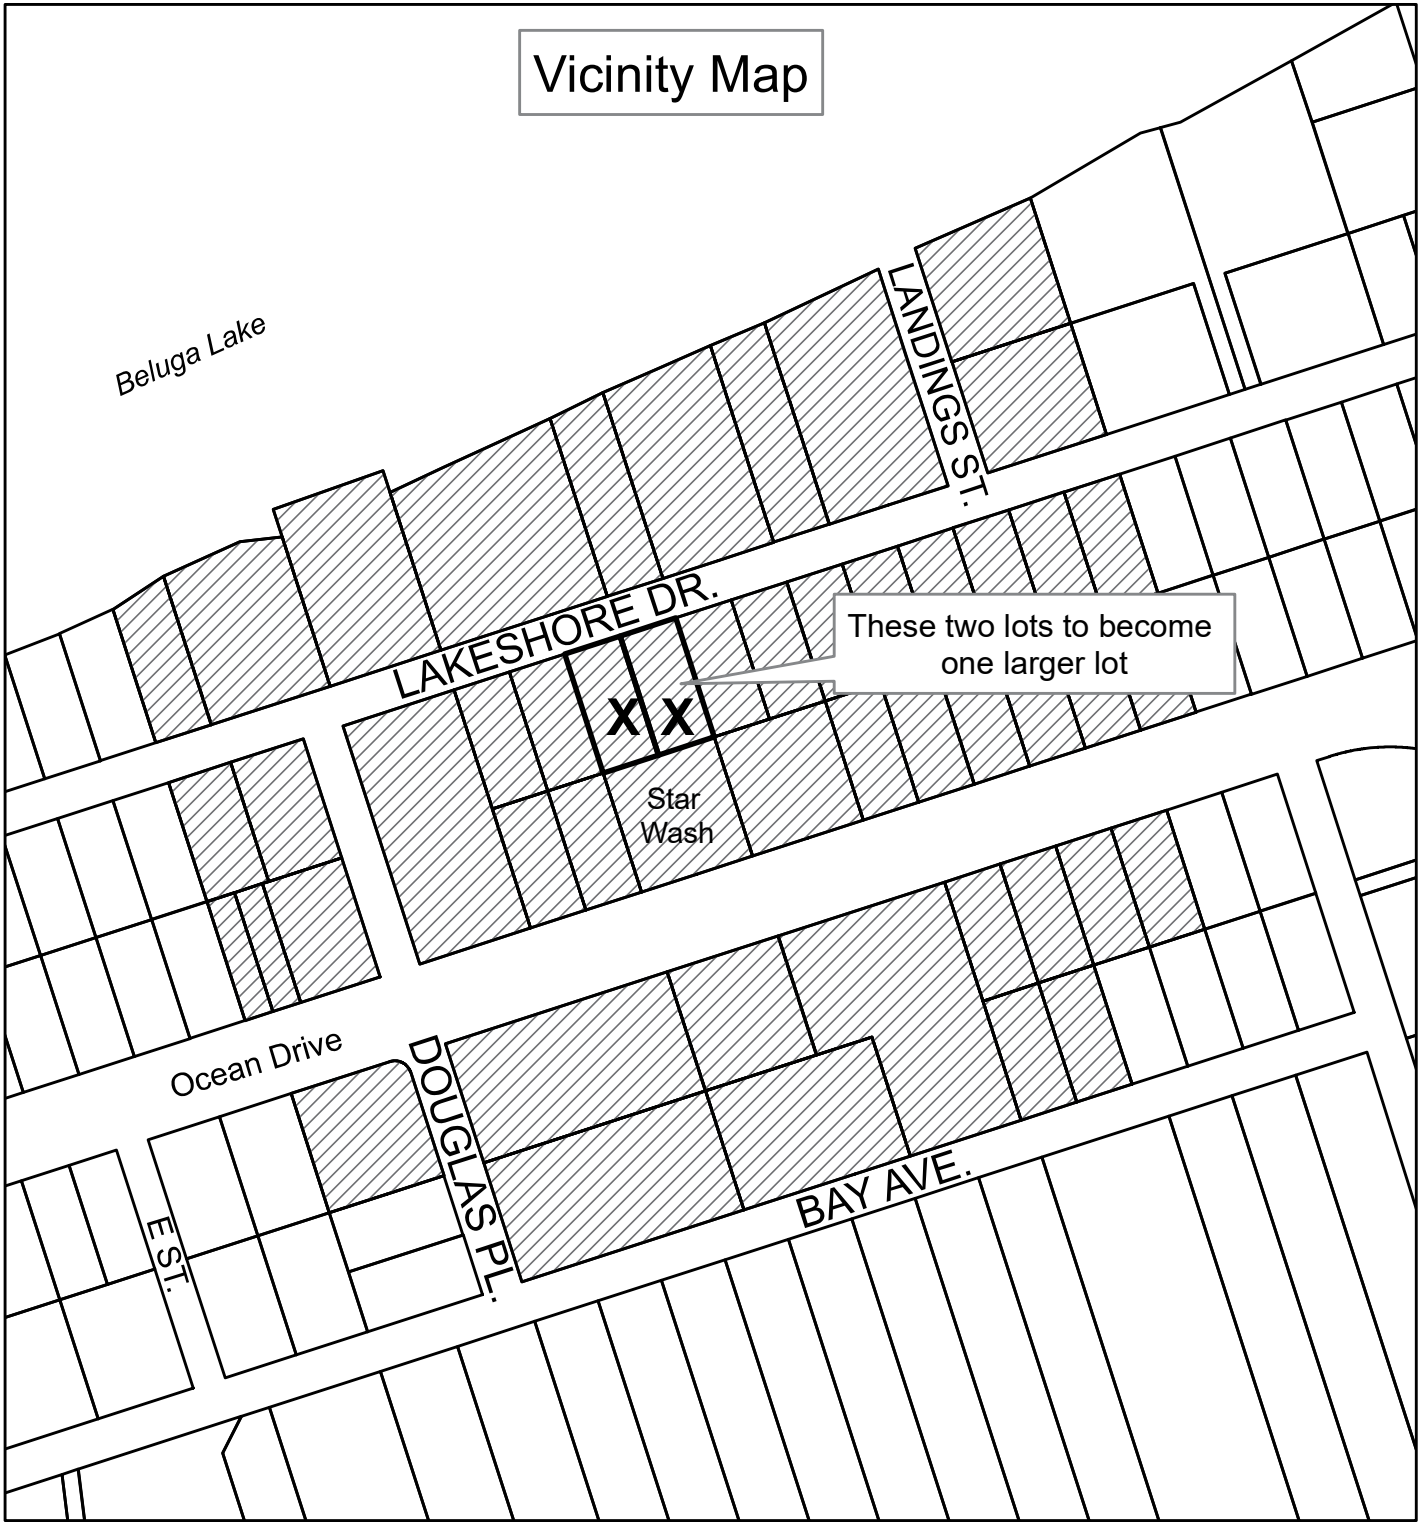 Vicinity Map
Beluga Lake
LANDINGS ST.
LAKESHORE DR.
These two lots to become
one larger lot
X X
Star
Wash
Ocean Drive
DOUGLAS PL.
BAY AVE.
E ST.